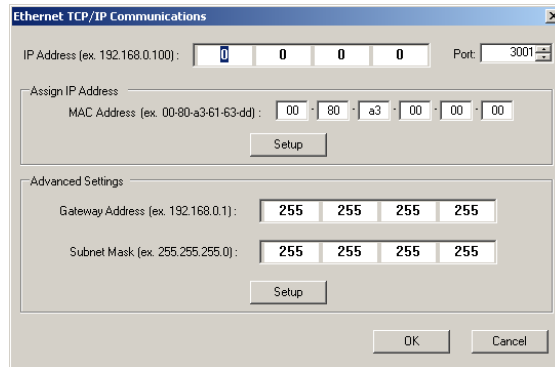 Ethernet TCP/IP Communications
IP Address (ex. 192.168.0.100) : 0 0 0 0 Port: 3001
Assign IP Address
MAC Address (ex. 00-80-a3-61-63-dd) : 00 - 80 - a3 - 00 - 00 - 00
Setup
Advanced Settings
Gateway Address (ex. 192.168.0.1) : 255 255 255 255
Subnet Mask (ex. 255.255.255.0) : 255 255 255 255
Setup
OK Cancel